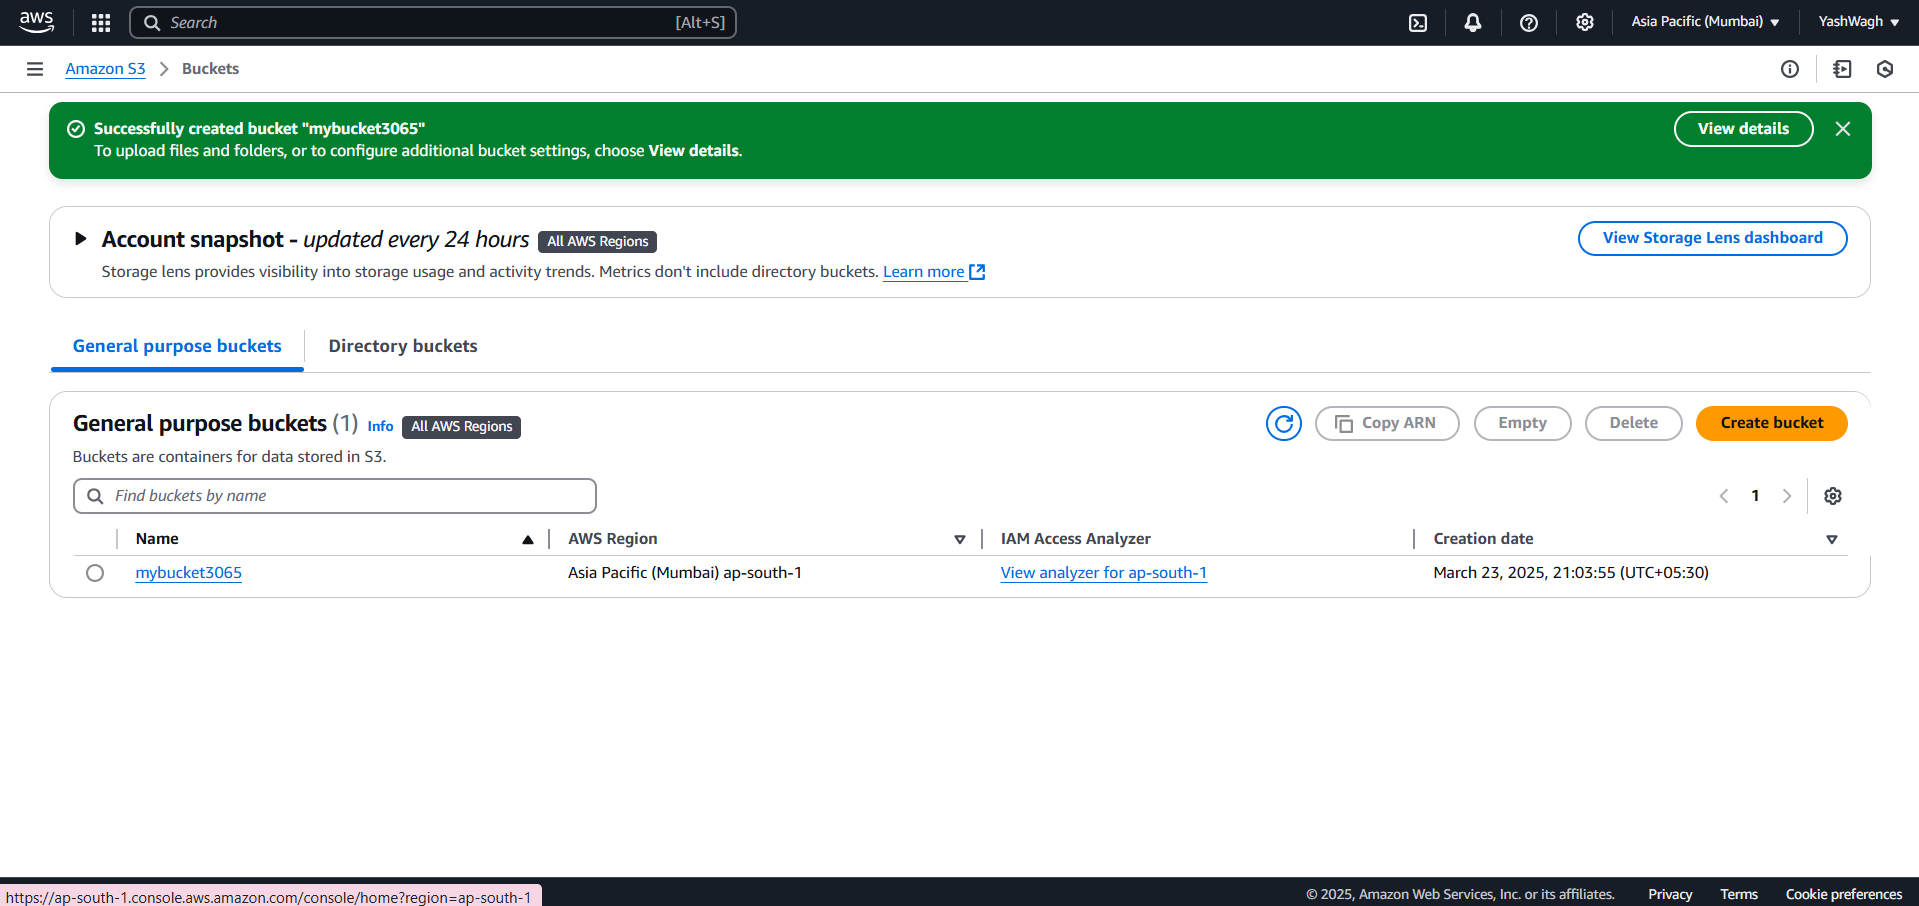 aws
Search [Alt+S]
Asia Pacific (Mumbai)
YashWagh
Amazon S3 Buckets
Successfully created bucket "mybucket3065"
To upload files and folders, or to configure additional bucket settings, choose View details.
View details
Account snapshot - updated every 24 hours All AWS Regions
View Storage Lens dashboard
Storage lens provides visibility into storage usage and activity trends. Metrics don't include directory buckets. Learn more
General purpose buckets
Directory buckets
General purpose buckets (1) Info All AWS Regions
Copy ARN
Empty
Delete
Create bucket
Buckets are containers for data stored in S3.
Find buckets by name
1
Name AWS Region IAM Access Analyzer Creation date
mybucket3065 Asia Pacific (Mumbai) ap-south-1 View analyzer for ap-south-1 March 23, 2025, 21:03:55 (UTC+05:30)
https://ap-south-1.console.aws.amazon.com/console/home?region=ap-south-1
© 2025, Amazon Web Services, Inc. or its affiliates. Privacy Terms Cookie preferences